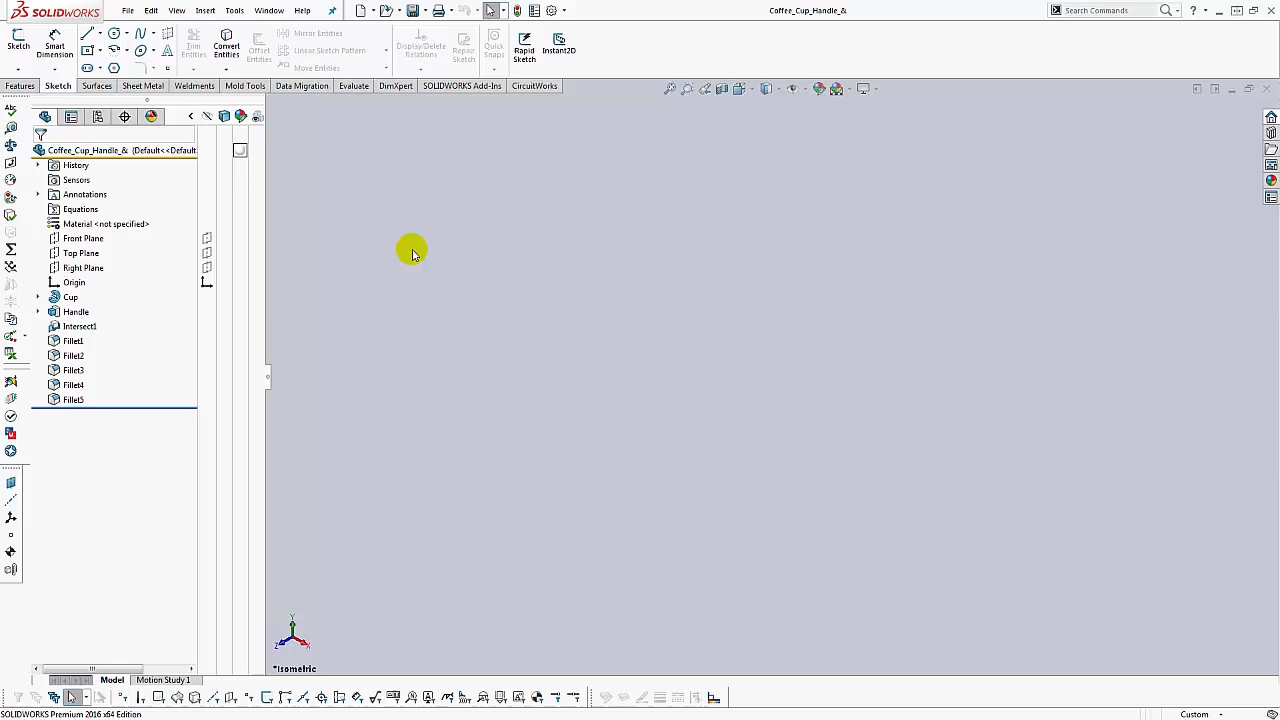 SOLIDWORKS
File
Edit
View
Insert
Tools
Window
Help
Coffee_Cup_Handle_&
Search Commands
Sketch
Smart
Dimension
Trim
Entities
Convert
Entities
Offset
Entities
Mirror Entities
Linear Sketch Pattern
Move Entities
Display/Delete
Relations
Repair
Sketch
Quick
Snaps
Rapid
Sketch
Instant2D
Features
Sketch
Surfaces
Sheet Metal
Weldments
Mold Tools
Data Migration
Evaluate
DimXpert
SOLIDWORKS Add-Ins
CircuitWorks
Coffee_Cup_Handle_& (Default<<Default
History
Sensors
Annotations
Equations
Material <not specified>
Front Plane
Top Plane
Right Plane
Origin
Cup
Handle
Intersect1
Fillet1
Fillet2
Fillet3
Fillet4
Fillet5
Y
Z
X
*Isometric
Model
Motion Study 1
SOLIDWORKS Premium 2016 x64 Edition
Custom